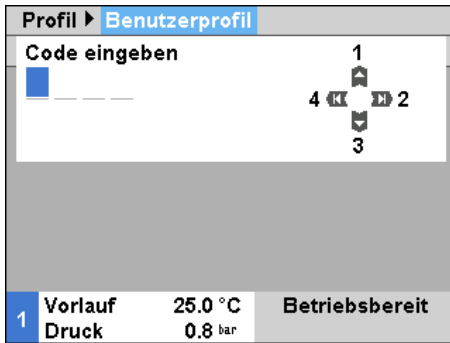 Profil ▶ Benutzerprofil
Code eingeben
1
4 2
3
1
Vorlauf 25.0 °C
Druck 0.8 bar
Betriebsbereit